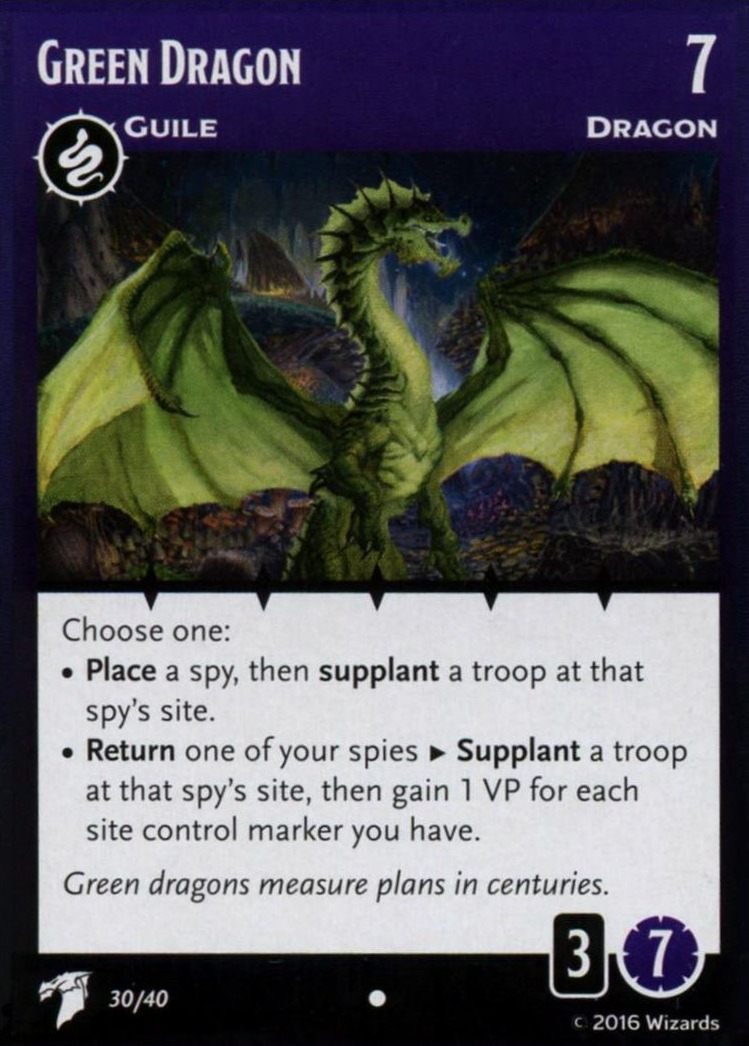 GREEN DRAGON 7
GUILE DRAGON
Choose one:
• Place a spy, then supplant a troop at that
spy's site.
• Return one of your spies ▶ Supplant a troop
at that spy's site, then gain 1 VP for each
site control marker you have.
Green dragons measure plans in centuries.
3 7
30/40
© 2016 Wizards